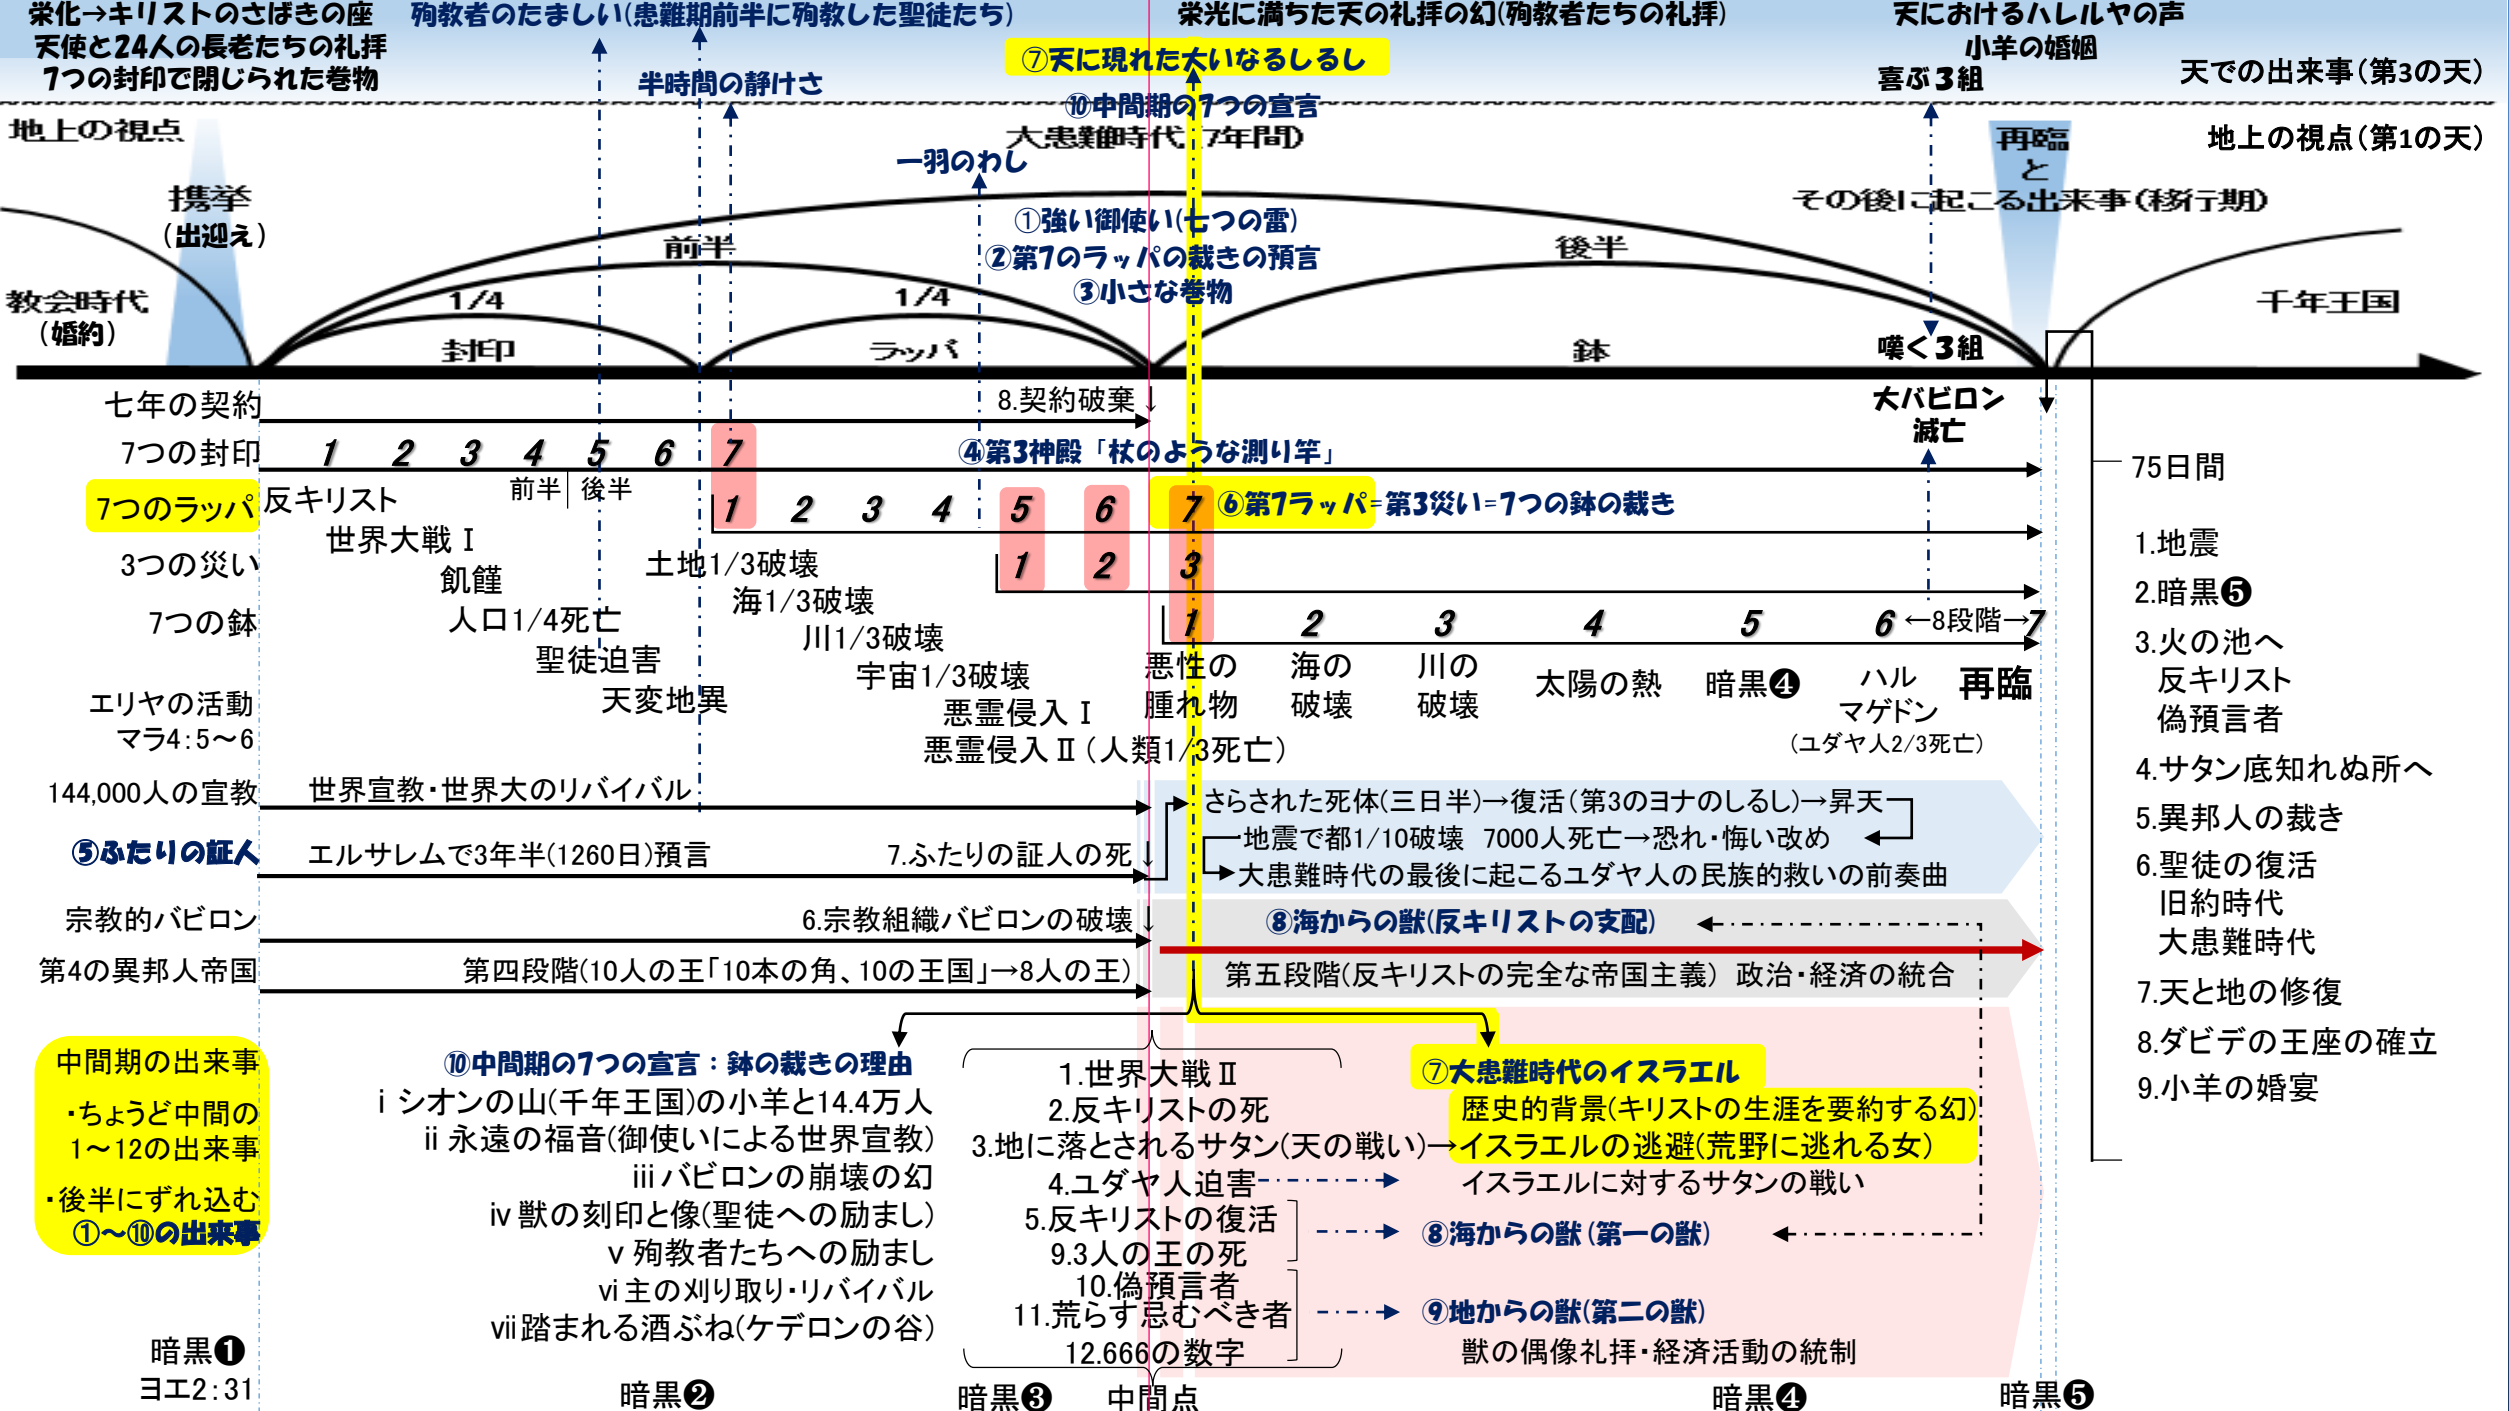 栄化→キリストのさばきの座
天使と24人の長老たちの礼拝
7つの封印で閉じられた巻物
殉教者のたましい(患難期前半に殉教した聖徒たち)
半時間の静けさ
栄光に満ちた天の礼拝の幻(殉教者たちの礼拝)
⑦天に現れた大いなるしるし
⑩中間期の7つの宣言
天におけるハレルヤの声
小羊の婚姻
喜ぶ3組
天での出来事(第3の天)
地上の視点
大患難時代(7年間)
地上の視点(第1の天)
一羽のわし
再臨
と
その後に起こる出来事(移行期)
携挙
(出迎え)
①強い御使い(七つの雷)
②第7のラッパの裁きの預言
③小さな巻物
前半
後半
教会時代
(婚約)
1/4
1/4
千年王国
封印
ラッパ
鉢
嘆く3組
七年の契約
8.契約破棄↓
大バビロン
滅亡
7つの封印
1 2 3 4 5 6 7
④第3神殿「杖のような測り竿」
75日間
前半 後半
7つのラッパ
1 2 3 4 5 6 7
⑥第7ラッパ=第3災い=7つの鉢の裁き
反キリスト
世界大戦Ⅰ
飢饉
人口1/4死亡
聖徒迫害
天変地異
3つの災い
1 2 3
土地1/3破壊
海1/3破壊
川1/3破壊
宇宙1/3破壊
悪霊侵入Ⅰ
悪霊侵入Ⅱ(人類1/3死亡)
7つの鉢
1 2 3 4 5 6 ←8段階→7
悪性の
腫れ物
海の
破壊
川の
破壊
太陽の熱
暗黒❹
ハル
マゲドン
(ユダヤ人2/3死亡)
再臨
エリヤの活動
マラ4:5～6
144,000人の宣教
世界宣教・世界大のリバイバル
さらされた死体(三日半)→復活(第3のヨナのしるし)→昇天
地震で都1/10破壊 7000人死亡→恐れ・悔い改め
大患難時代の最後に起こるユダヤ人の民族的救いの前奏曲
⑤ふたりの証人
エルサレムで3年半(1260日)預言
7.ふたりの証人の死↓
宗教的バビロン
6.宗教組織バビロンの破壊↓
⑧海からの獣(反キリストの支配)
第4の異邦人帝国
第四段階(10人の王「10本の角、10の王国」→8人の王)
第五段階(反キリストの完全な帝国主義) 政治・経済の統合
1.地震
2.暗黒❺
3.火の池へ
反キリスト
偽預言者
4.サタン底知れぬ所へ
5.異邦人の裁き
6.聖徒の復活
旧約時代
大患難時代
7.天と地の修復
8.ダビデの王座の確立
9.小羊の婚宴
中間期の出来事
・ちょうど中間の
1～12の出来事
・後半にずれ込む
①～⑩の出来事
⑩中間期の7つの宣言：鉢の裁きの理由
ⅰシオンの山(千年王国)の小羊と14.4万人
ⅱ 永遠の福音(御使いによる世界宣教)
ⅲバビロンの崩壊の幻
ⅳ獣の刻印と像(聖徒への励まし)
ⅴ 殉教者たちへの励まし
ⅵ主の刈り取り・リバイバル
ⅶ踏まれる酒ぶね(ケデロンの谷)
1.世界大戦Ⅱ
2.反キリストの死
3.地に落とされるサタン(天の戦い)→イスラエルの逃避(荒野に逃れる女)
4.ユダヤ人迫害
5.反キリストの復活
9.3人の王の死
10.偽預言者
11.荒らす忌むべき者
12.666の数字
⑦大患難時代のイスラエル
歴史的背景(キリストの生涯を要約する幻)
イスラエルに対するサタンの戦い
⑧海からの獣(第一の獣)
⑨地からの獣(第二の獣)
獣の偶像礼拝・経済活動の統制
暗黒❶
ヨエ2:31
暗黒❷
暗黒❸
中間点
暗黒❹
暗黒❺